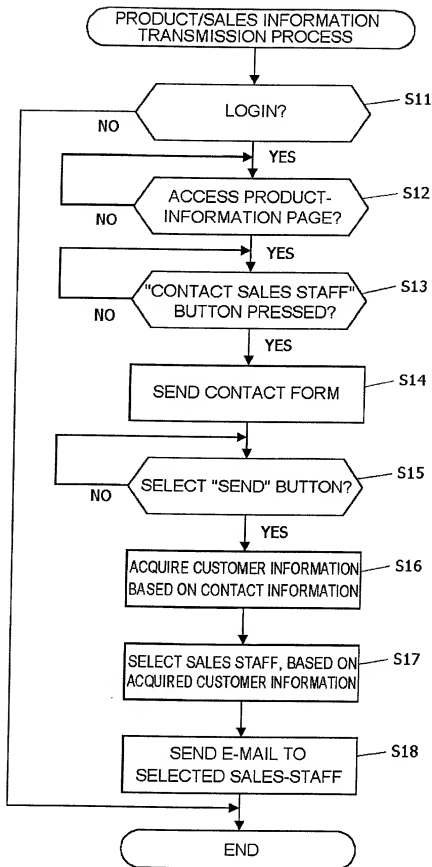 PRODUCT/SALES INFORMATION
TRANSMISSION PROCESS
LOGIN?
S11
NO
YES
ACCESS PRODUCT-
INFORMATION PAGE?
S12
NO
YES
"CONTACT SALES STAFF"
BUTTON PRESSED?
S13
NO
YES
SEND CONTACT FORM
S14
SELECT "SEND" BUTTON?
S15
NO
YES
ACQUIRE CUSTOMER INFORMATION
BASED ON CONTACT INFORMATION
S16
SELECT SALES STAFF, BASED ON
ACQUIRED CUSTOMER INFORMATION
S17
SEND E-MAIL TO
SELECTED SALES-STAFF
S18
END